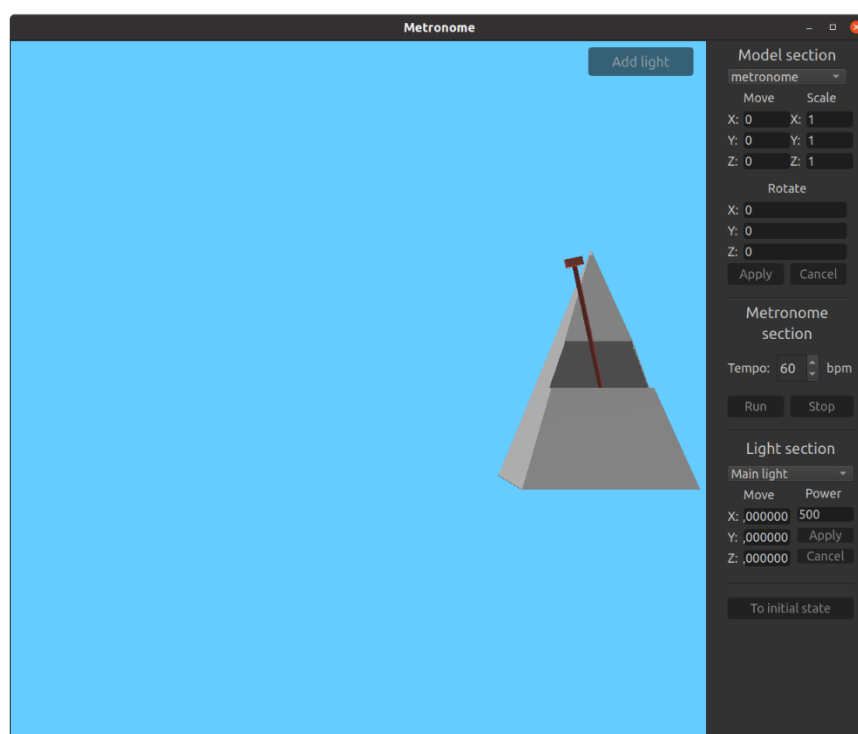 Metronome
Add light
Model section
metronome
Move Scale
X: 0 X: 1
Y: 0 Y: 1
Z: 0 Z: 1
Rotate
X: 0
Y: 0
Z: 0
Apply Cancel
Metronome
section
Tempo: 60 bpm
Run Stop
Light section
Main light
Move Power
X: ,000000 500
Y: ,000000 Apply
Z: ,000000 Cancel
To initial state